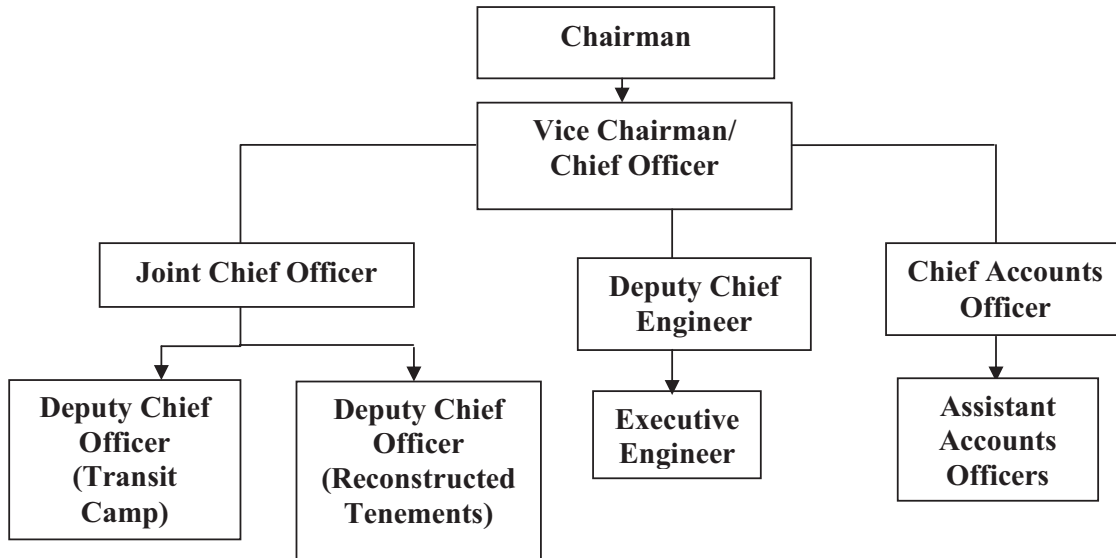 Chairman
Vice Chairman/
Chief Officer
Joint Chief Officer
Deputy Chief
Engineer
Chief Accounts
Officer
Deputy Chief
Officer
(Transit
Camp)
Deputy Chief
Officer
(Reconstructed
Tenements)
Executive
Engineer
Assistant
Accounts
Officers